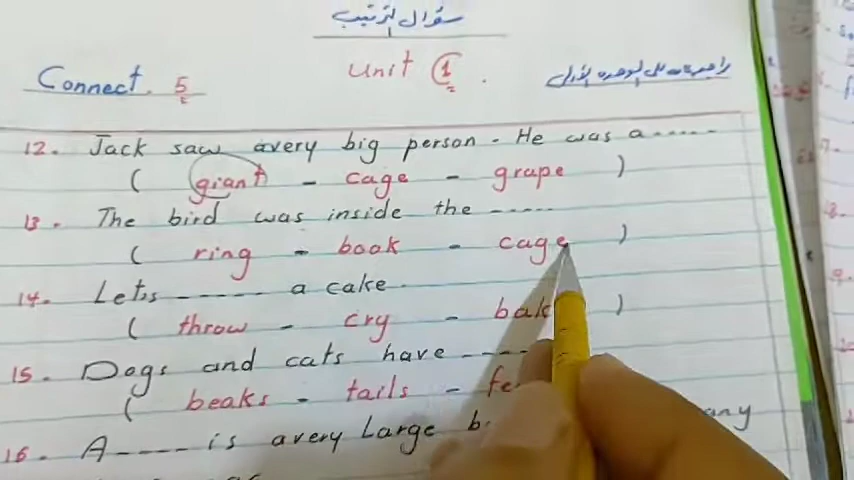 سؤال الترتيب
Connect. 5
Unit 1.
12. Jack saw avery big person. He was a.....
( giant - cage - grape )
13. The bird was inside the -----
( ring - book - cage )
14. Let's ------ a cake.
( throw - cry - bak
15. Dogs and cats have
( beaks - tails - fe
16. A---- is avery Large b any